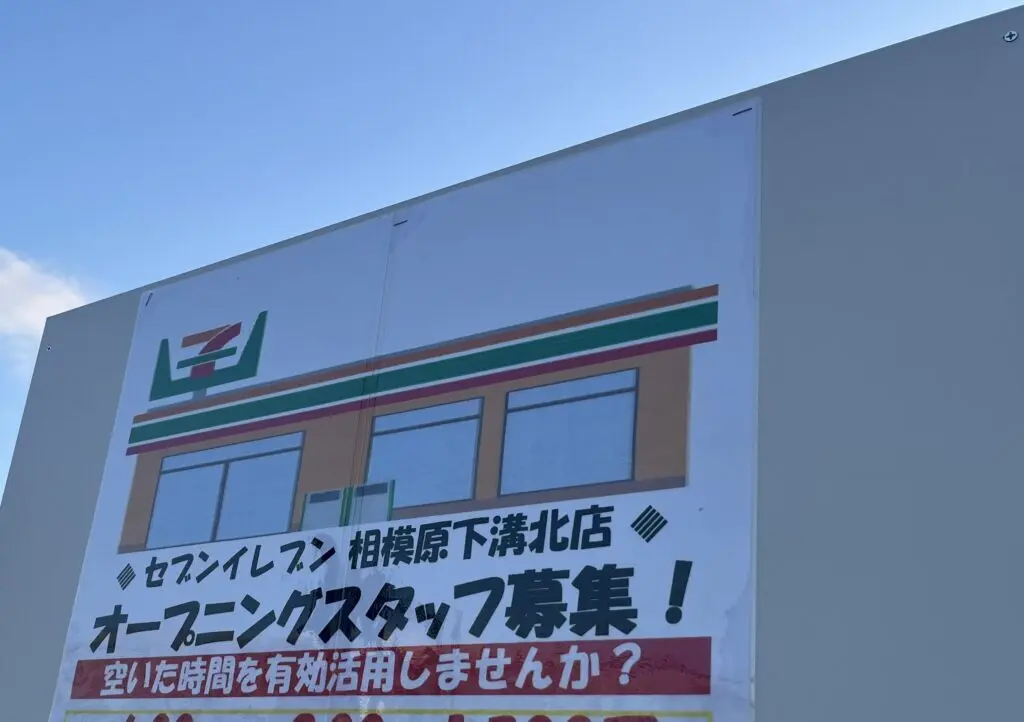 7
セブンイレブン 相模原下溝北店
オープニングスタッフ募集！
空いた時間を有効活用しませんか？